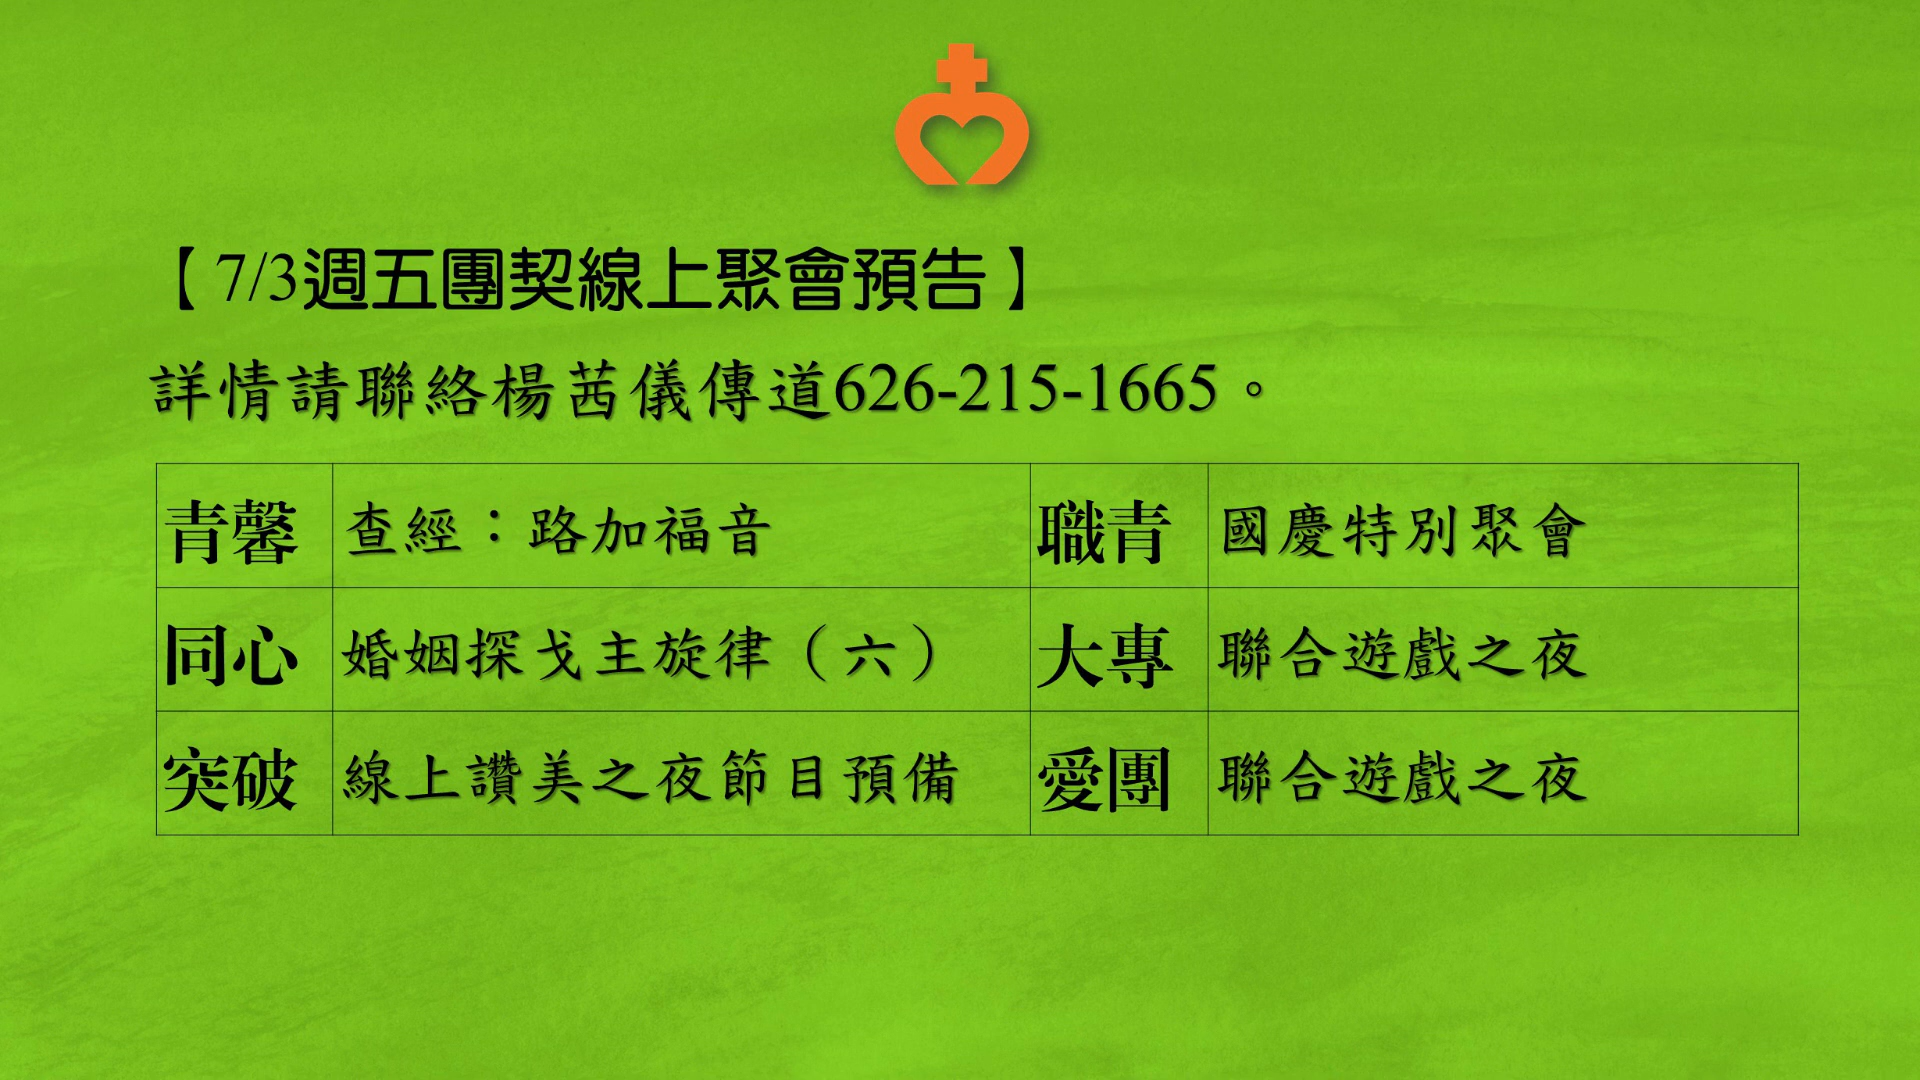 【7/3週五團契線上聚會預告】
詳情請聯絡楊茜儀傳道626-215-1665。
青馨 查經：路加福音 職青 國慶特別聚會
同心 婚姻探戈主旋律（六） 大專 聯合遊戲之夜
突破 線上讚美之夜節目預備 愛團 聯合遊戲之夜